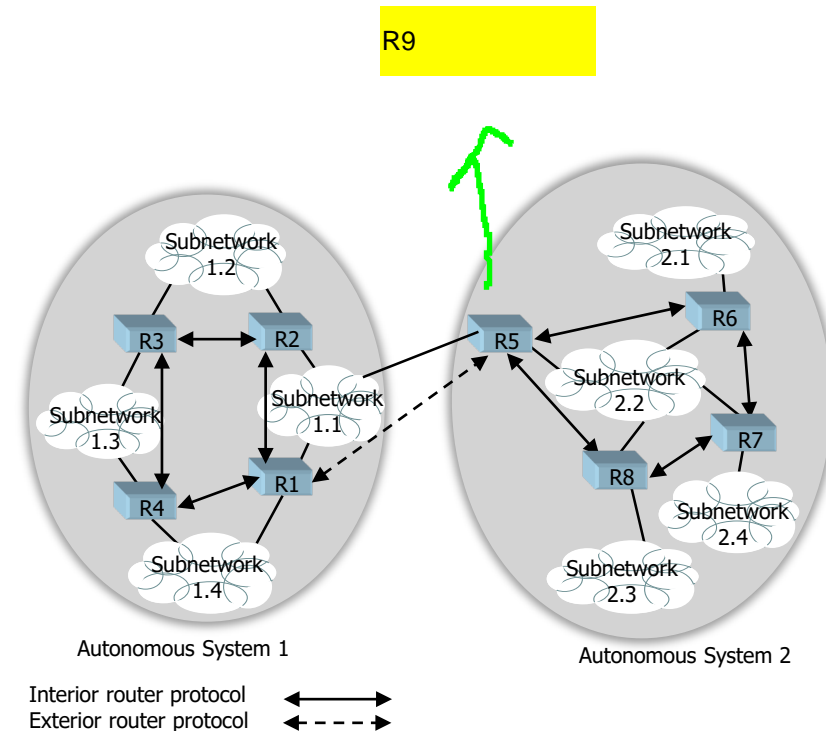 R9
Subnetwork
1.2
R3
R2
Subnetwork
1.3
Subnetwork
1.1
R4
R1
Subnetwork
1.4
Autonomous System 1
Subnetwork
2.1
R5
R6
Subnetwork
2.2
R7
R8
Subnetwork
2.4
Subnetwork
2.3
Autonomous System 2
Interior router protocol
Exterior router protocol